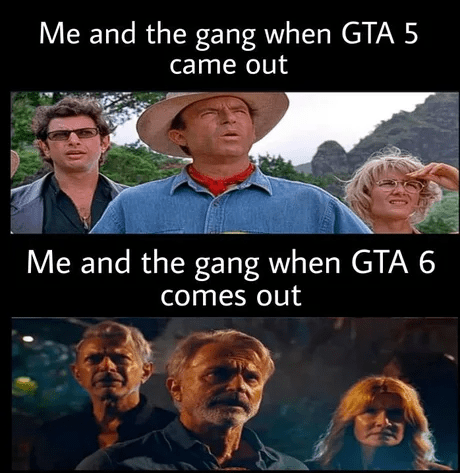 Me and the gang when GTA 5
came out
Me and the gang when GTA 6
comes out